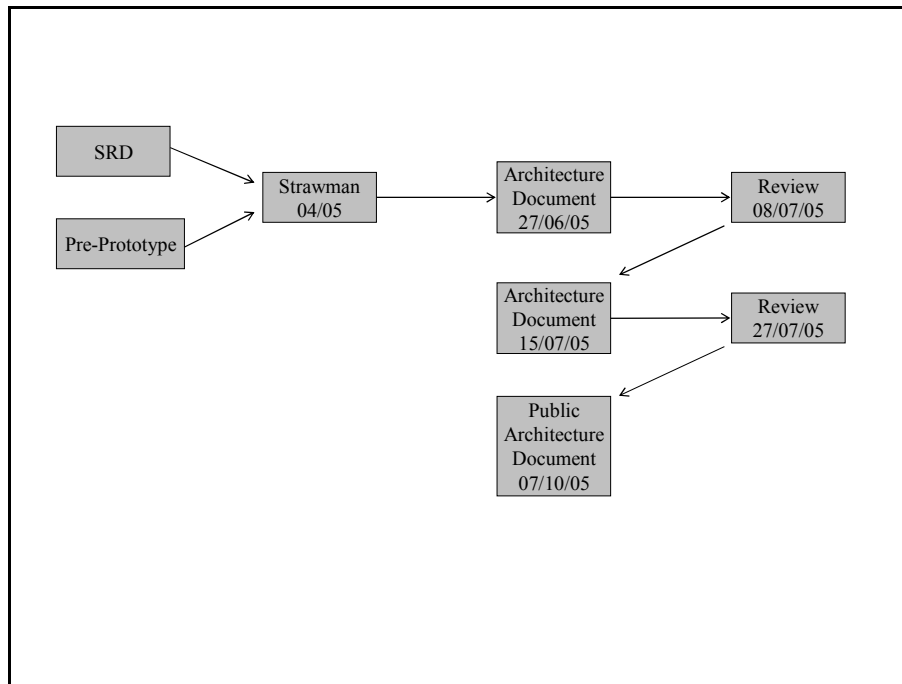 SRD
Pre-Prototype
Strawman
04/05
Architecture
Document
27/06/05
Review
08/07/05
Architecture
Document
15/07/05
Review
27/07/05
Public
Architecture
Document
07/10/05